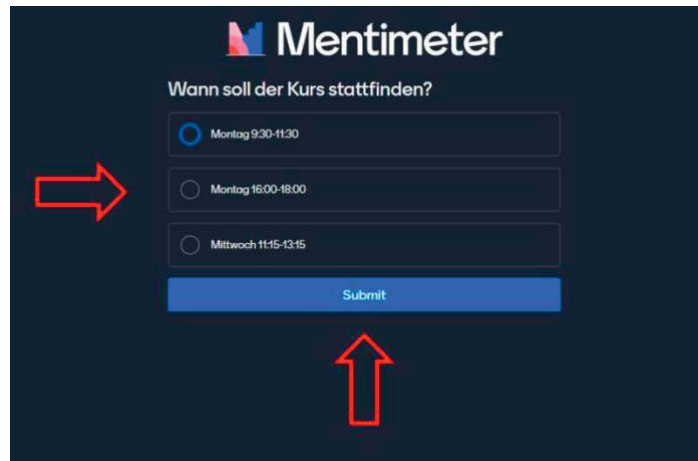 Mentimeter
Wann soll der Kurs stattfinden?
Montag 9:30-11:30
Montag 16:00-18:00
Mittwoch 11:15-13:15
Submit